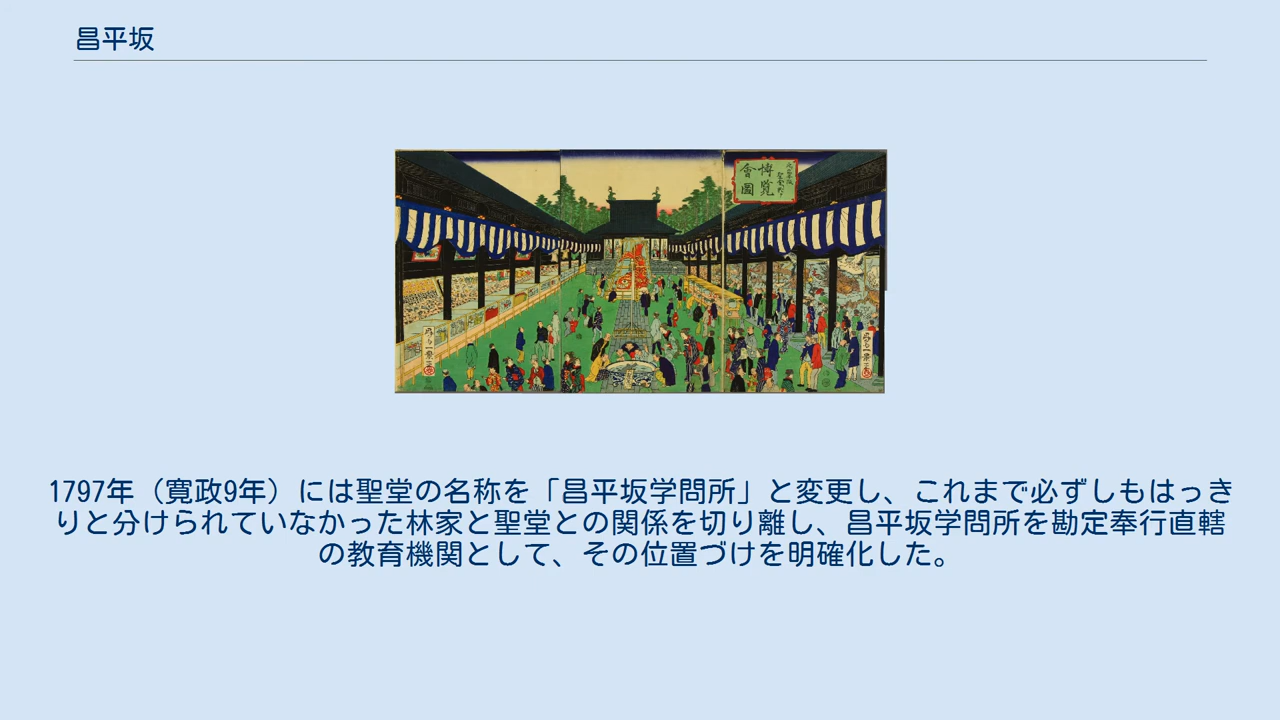 昌平坂
博覧
會圖
1797年（寛政9年）には聖堂の名称を「昌平坂学問所」と変更し、これまで必ずしもはっき
りと分けられていなかった林家と聖堂との関係を切り離し、昌平坂学問所を勘定奉行直轄
の教育機関として、その位置づけを明確化した。